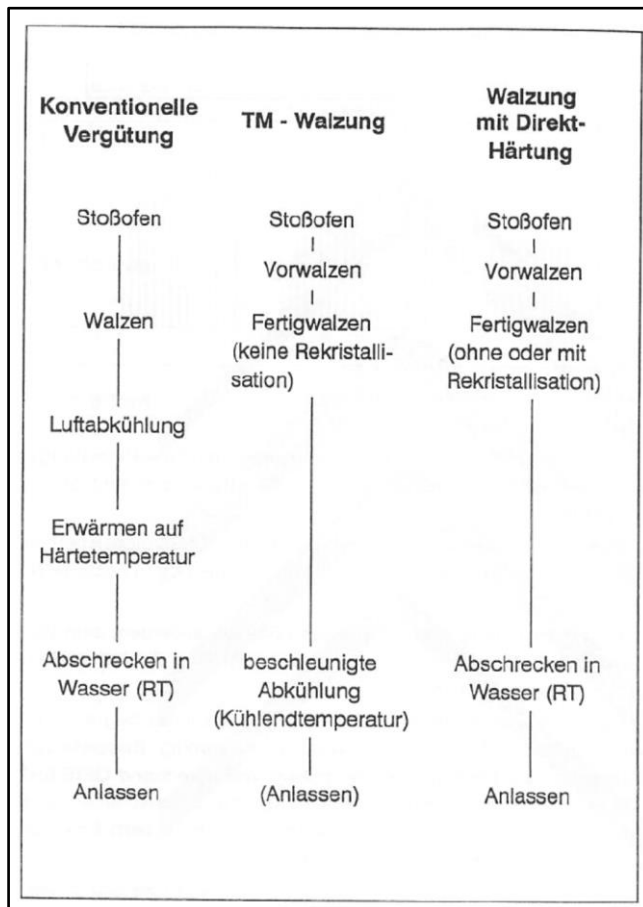 Konventionelle
Vergütung
Stoßofen
Walzen
Luftabkühlung
Erwärmen auf
Härtetemperatur
Abschrecken in
Wasser (RT)
Anlassen
TM - Walzung
Stoßofen
Vorwalzen
Fertigwalzen
(keine Rekristalli-
sation)
beschleunigte
Abkühlung
(Kühlendtemperatur)
(Anlassen)
Walzung
mit Direkt-
Härtung
Stoßofen
Vorwalzen
Fertigwalzen
(ohne oder mit
Rekristallisation)
Abschrecken in
Wasser (RT)
Anlassen